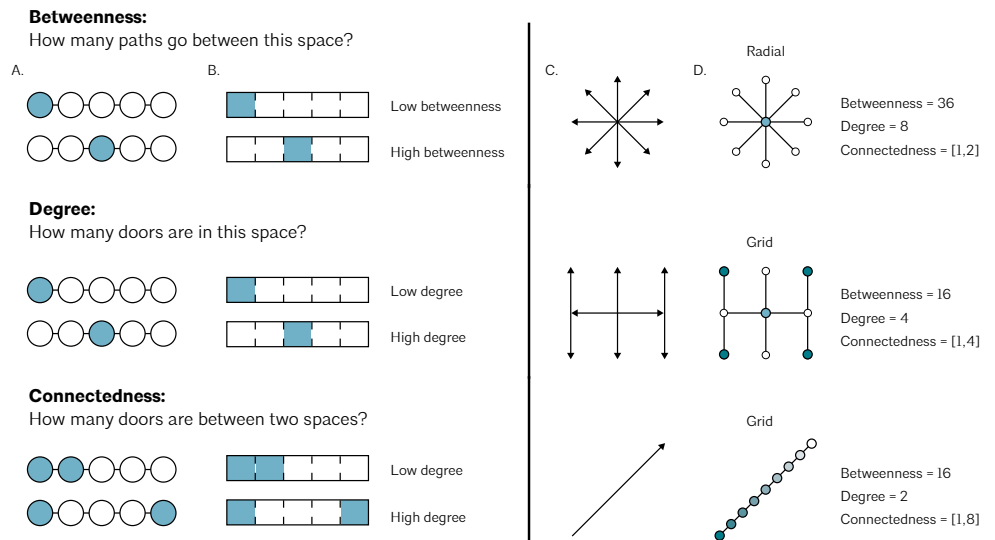 Betweenness:
How many paths go between this space?
A.
B.
Low betweenness
High betweenness
Degree:
How many doors are in this space?
Low degree
High degree
Connectedness:
How many doors are between two spaces?
Low degree
High degree
C.
D.
Radial
Betweenness = 36
Degree = 8
Connectedness = [1,2]
Grid
Betweenness = 16
Degree = 4
Connectedness = [1,4]
Grid
Betweenness = 16
Degree = 2
Connectedness = [1,8]